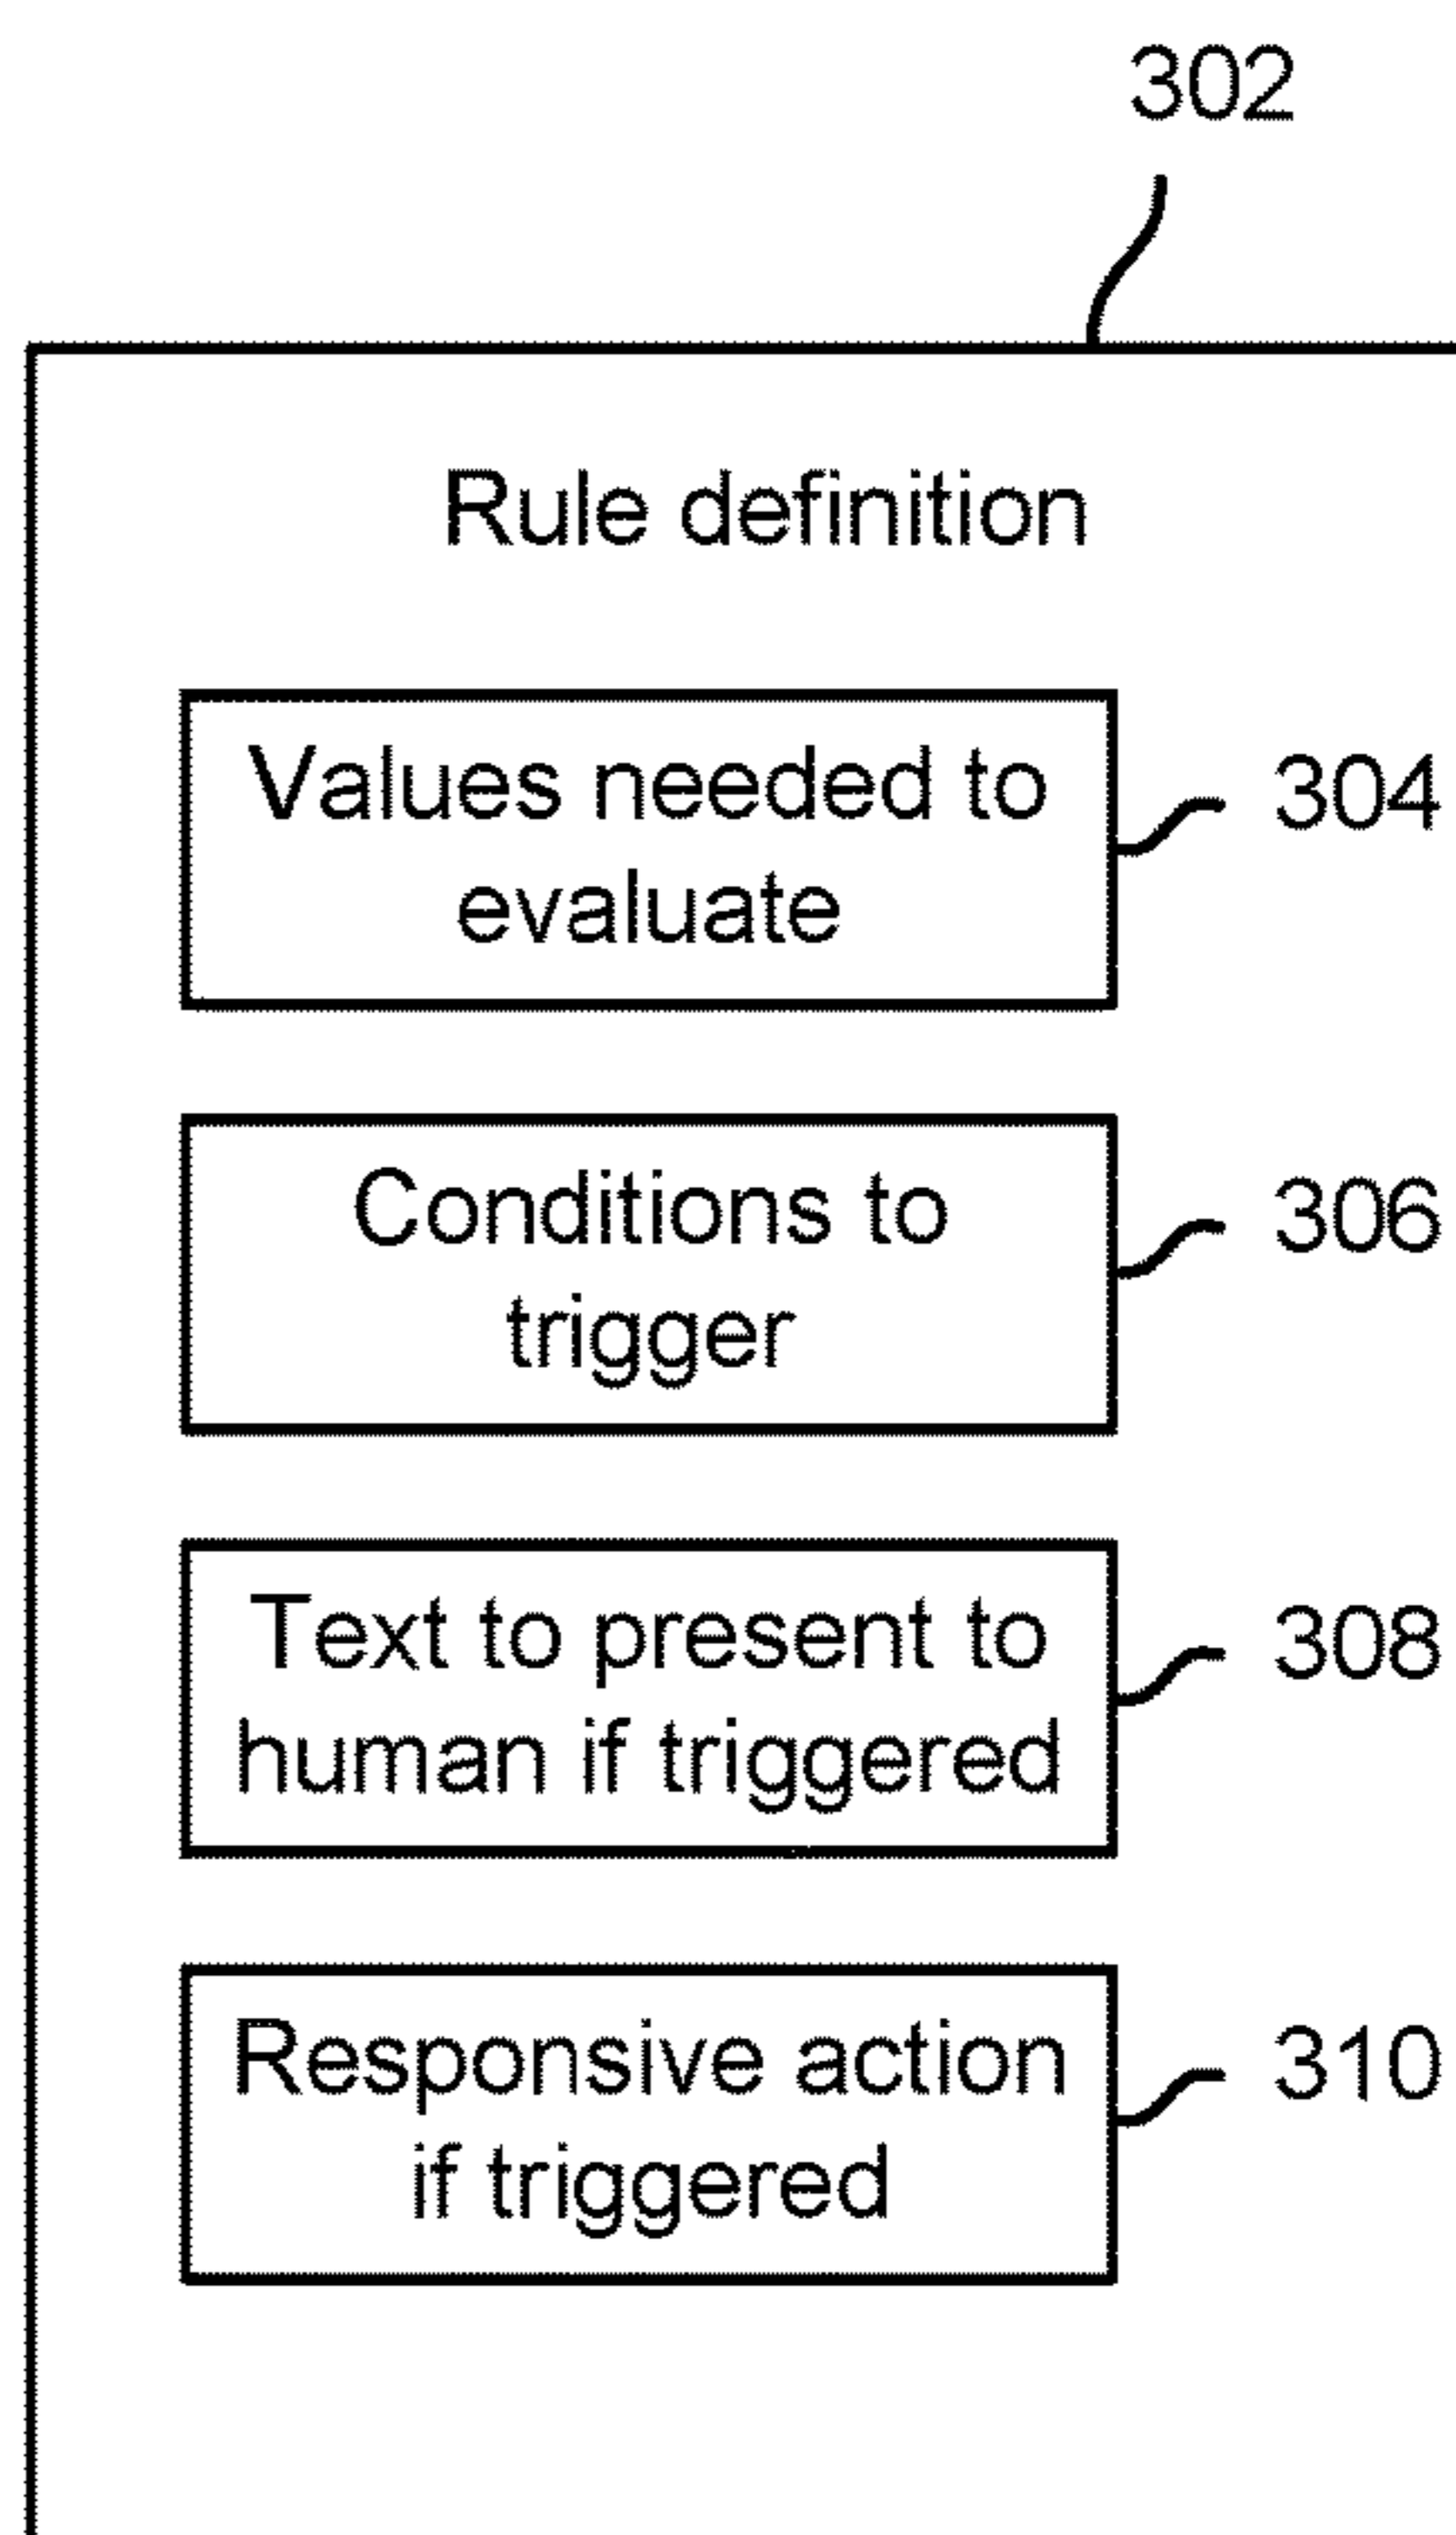 302
Rule definition
Values needed to
evaluate
304
Conditions to
trigger
306
Text to present to
human if triggered
308
Responsive action
if triggered
310